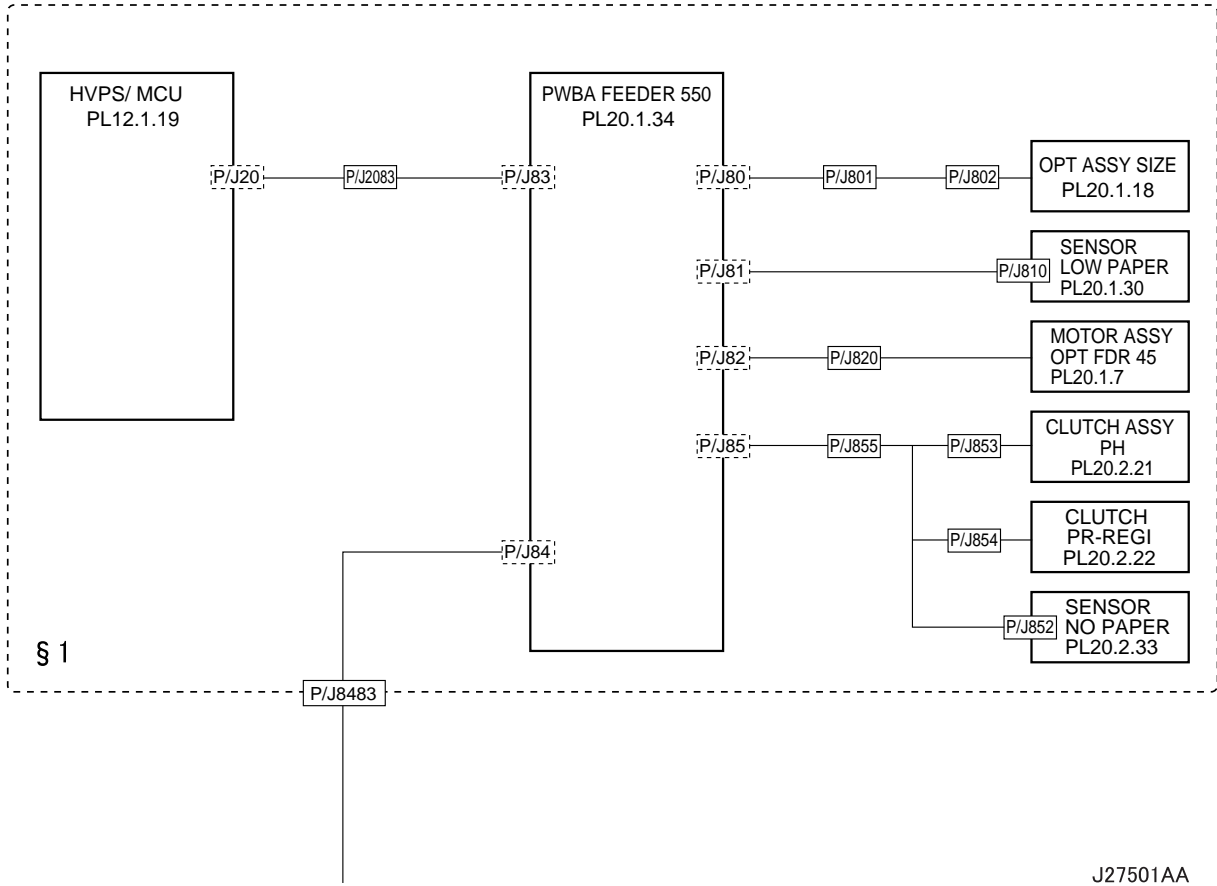 HVPS/ MCU
PL12.1.19
P/J20
P/J2083
P/J83
PWBA FEEDER 550
PL20.1.34
P/J80
P/J801
P/J802
OPT ASSY SIZE
PL20.1.18
P/J81
P/J810
SENSOR
LOW PAPER
PL20.1.30
P/J82
P/J820
MOTOR ASSY
OPT FDR 45
PL20.1.7
P/J85
P/J855
P/J853
CLUTCH ASSY
PH
PL20.2.21
P/J854
CLUTCH
PR-REGI
PL20.2.22
P/J852
SENSOR
NO PAPER
PL20.2.33
P/J84
§ 1
P/J8483
J27501AA